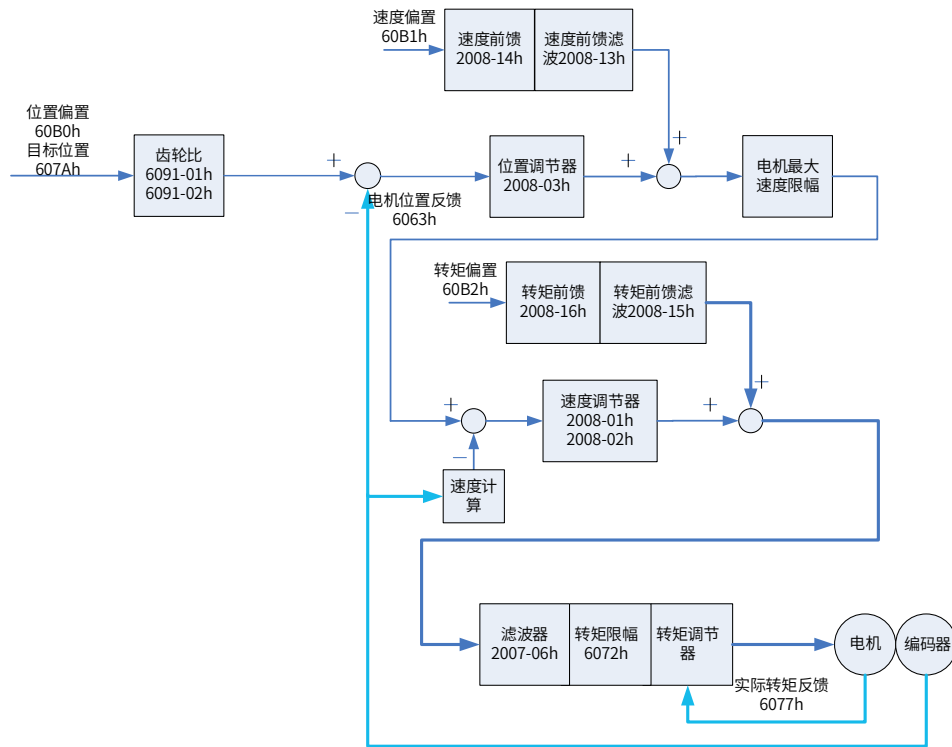 速度偏置
60B1h
速度前馈
2008-14h
速度前馈滤
波2008-13h
位置偏置
60B0h
目标位置
607Ah
齿轮比
6091-01h
6091-02h
+
−
电机位置反馈
6063h
位置调节器
2008-03h
+
+
电机最大
速度限幅
转矩偏置
60B2h
转矩前馈
2008-16h
转矩前馈滤
波2008-15h
+
−
速度调节器
2008-01h
2008-02h
+
+
速度计
算
滤波器
2007-06h
转矩限幅
6072h
转矩调节
器
电机
编码器
实际转矩反馈
6077h